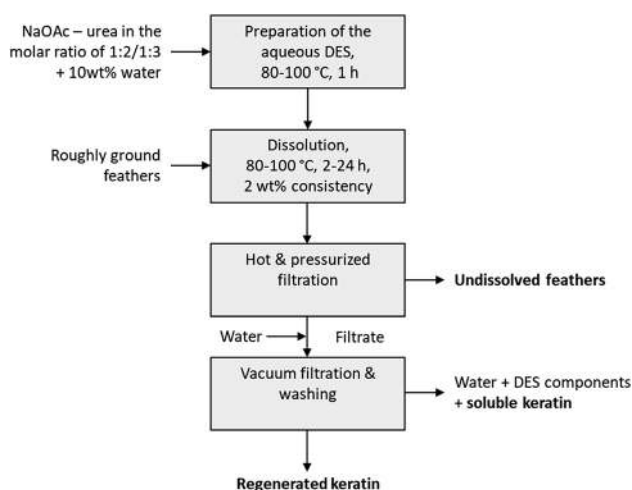 NaOAc – urea in the
molar ratio of 1:2/1:3
+ 10wt% water
Preparation of the
aqueous DES,
80-100 °C, 1 h
Roughly ground
feathers
Dissolution,
80-100 °C, 2-24 h,
2 wt% consistency
Hot & pressurized
filtration
Undissolved feathers
Water
Filtrate
Vacuum filtration &
washing
Water + DES components
+ soluble keratin
Regenerated keratin